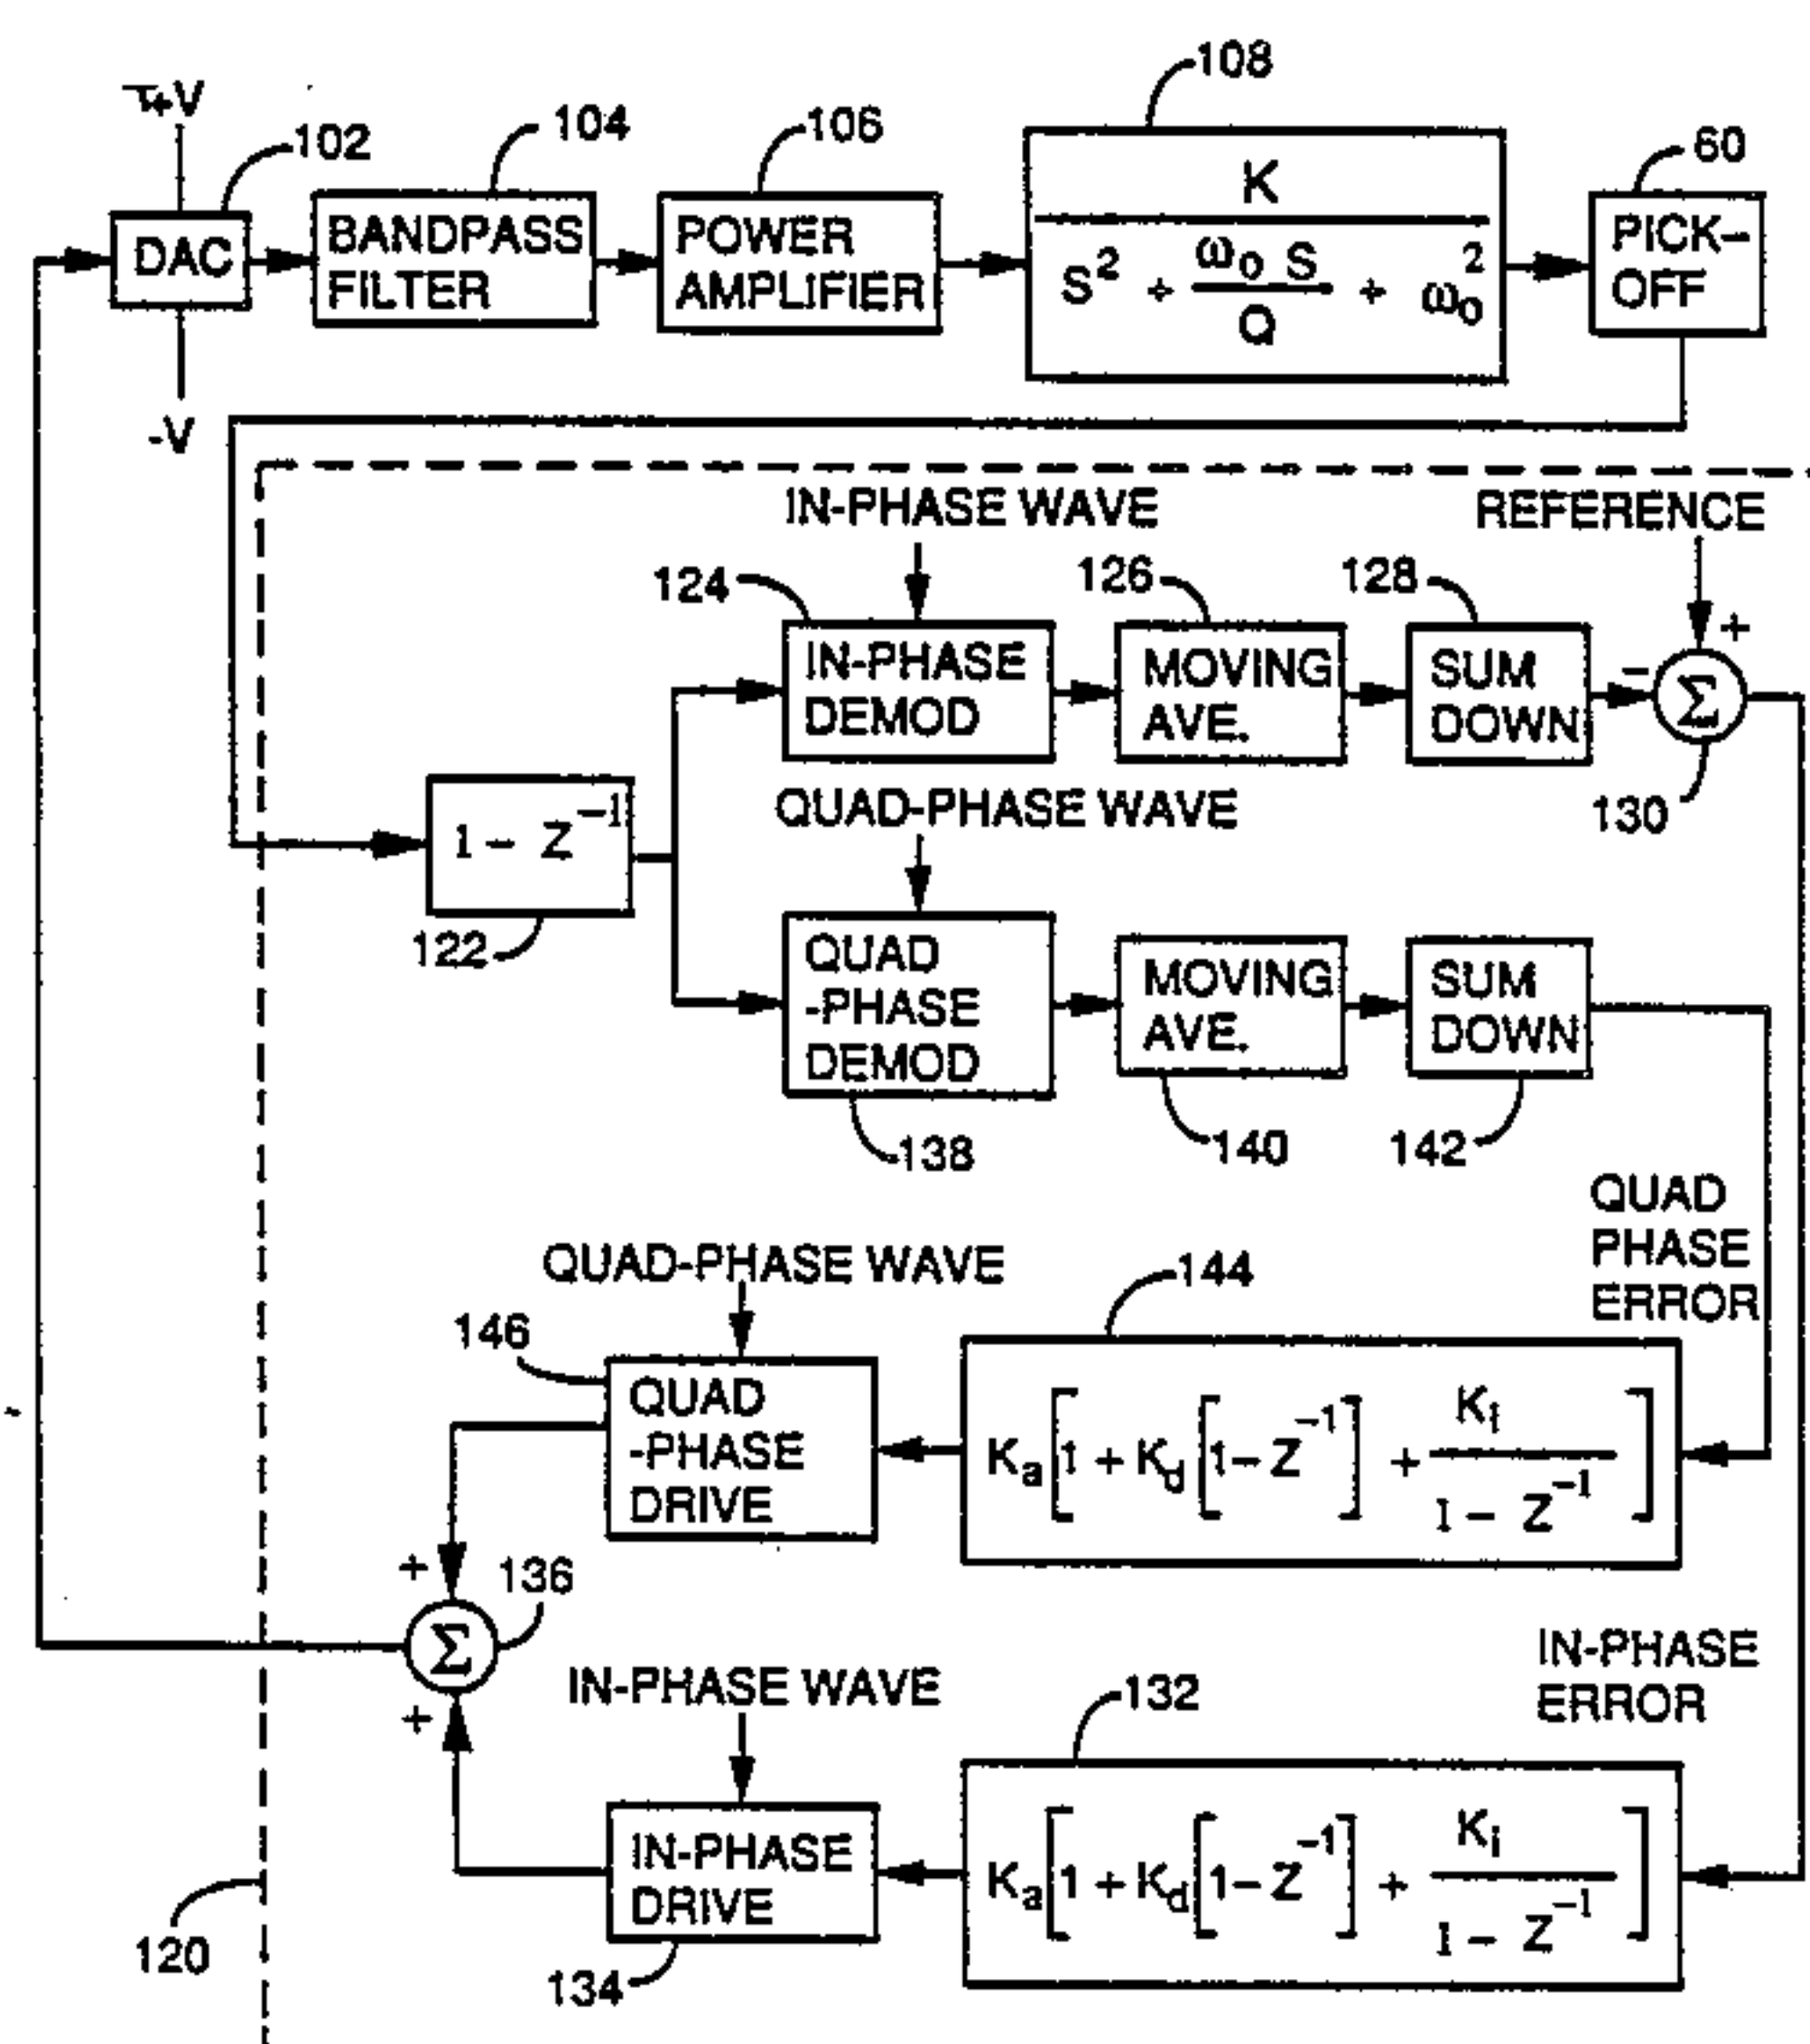 108
+V
102
104
106
60
DAC
BANDPASS
FILTER
POWER
AMPLIFIER
K
S² + ω₀ S / Q + ω₀²
PICK-
OFF
-V
IN-PHASE WAVE
REFERENCE
124
126
128
+
IN-PHASE
DEMOD
MOVING
AVE.
SUM
DOWN
-
Σ
130
QUAD-PHASE WAVE
1 - Z⁻¹
122
QUAD
-PHASE
DEMOD
MOVING
AVE.
SUM
DOWN
138
140
142
QUAD
PHASE
ERROR
QUAD-PHASE WAVE
144
146
QUAD
-PHASE
DRIVE
Kₐ[1 + K_d[1-Z⁻¹] + K_i / 1 - Z⁻¹]
+
136
Σ
+
IN-PHASE WAVE
132
IN-PHASE
ERROR
IN-PHASE
DRIVE
Kₐ[1 + K_d[1-Z⁻¹] + K_i / 1 - Z⁻¹]
120
134